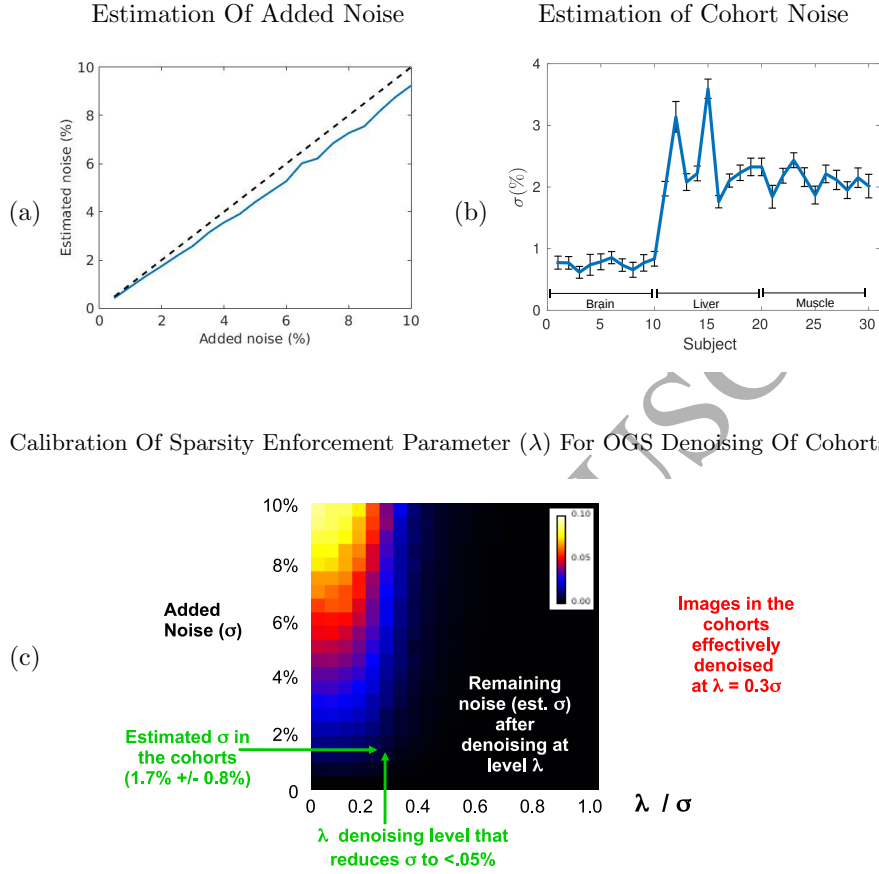 Estimation Of Added Noise
Estimation of Cohort Noise
(a)
Estimated noise (%)
10
8
6
4
2
0
0 2 4 6 8 10
Added noise (%)
(b)
σ(%)
4
3
2
1
0
Brain Liver Muscle
0 5 10 15 20 25 30
Subject
Calibration Of Sparsity Enforcement Parameter (λ) For OGS Denoising Of Cohorts
(c)
Added
Noise (σ)
10%
8%
6%
4%
2%
0
0.10
0.05
0.00
Remaining
noise (est. σ)
after
denoising at
level λ
Images in the
cohorts
effectively
denoised
at λ = 0.3σ
Estimated σ in
the cohorts
(1.7% +/- 0.8%)
0 0.2 0.4 0.6 0.8 1.0
λ / σ
λ denoising level that
reduces σ to <.05%